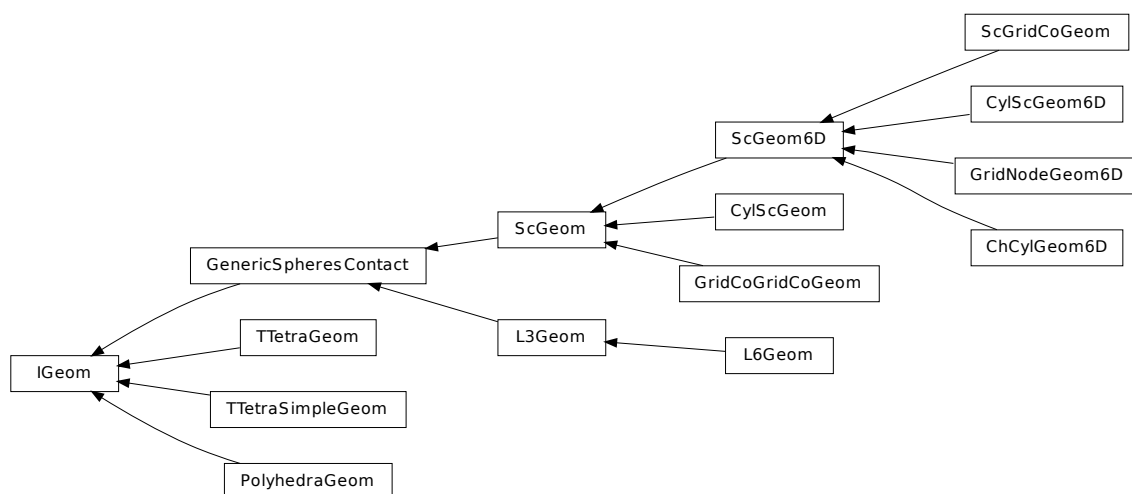 ScGridCoGeom
CylScGeom6D
ScGeom6D
GridNodeGeom6D
CylScGeom
ScGeom
ChCylGeom6D
GenericSpheresContact
GridCoGridCoGeom
TTetraGeom
L3Geom
L6Geom
IGeom
TTetraSimpleGeom
PolyhedraGeom